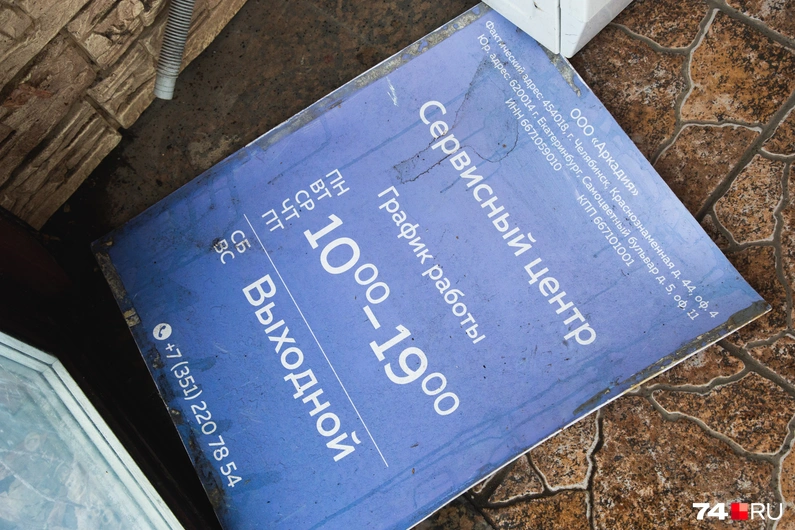 ООО «Аркадия»
Фактический адрес: 454018, г. Челябинск, Краснознаменная д. 44, оф. 4
Юр. адрес: 620014 г. Екатеринбург, Самоцветный бульвар д. 5, оф. 11
ИНН 6671059010 КПП 667101001
Сервисный центр
График работы
ПН
ВТ
СР
ЧТ
ПТ
10⁰⁰–19⁰⁰
СБ
ВС
Выходной
+7 (351) 220 78 54
74.RU